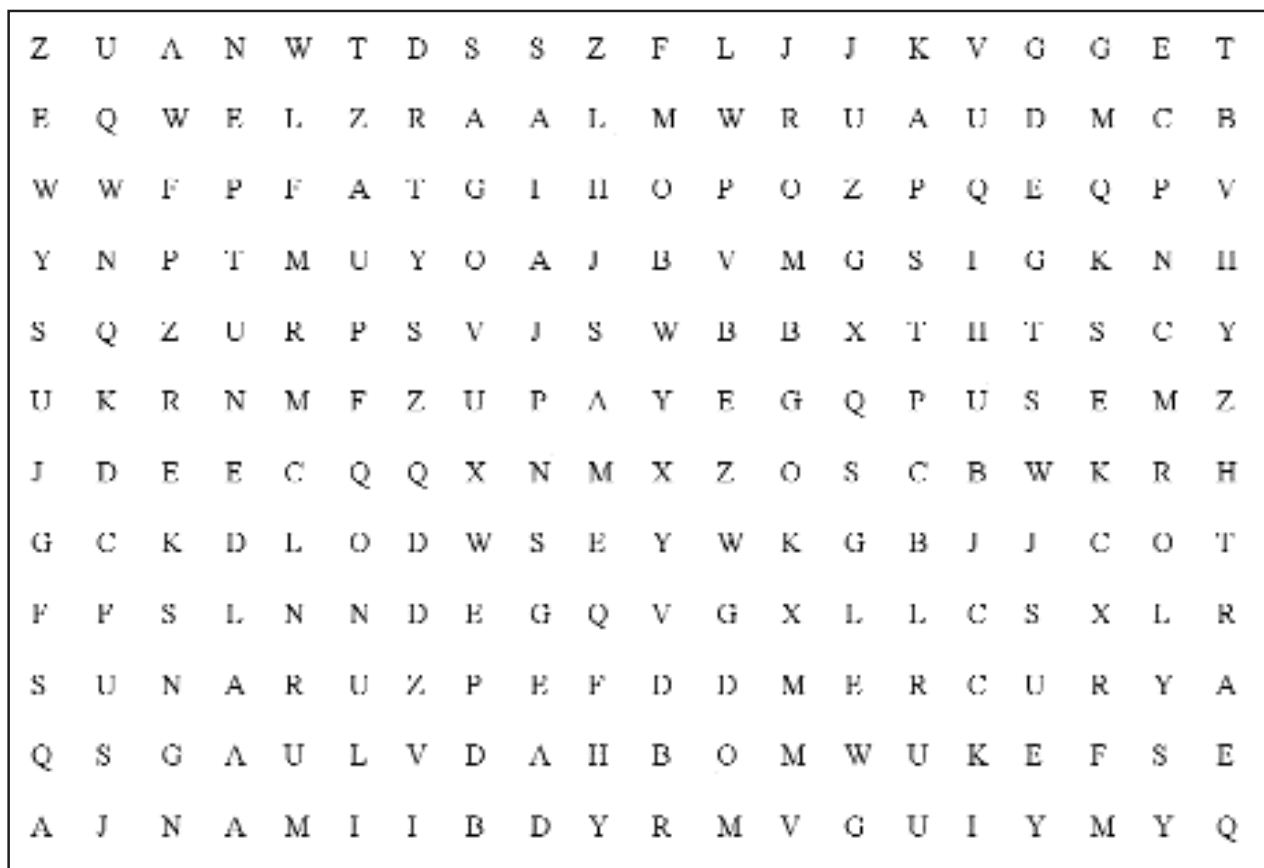 Z U A N W T D S S Z F L J J K V G G E T
E Q W E L Z R A A L M W R U A U D M C B
W W F P F A T G I H O P O Z P Q E Q P V
Y N P T M U Y O A J B V M G S I G K N H
S Q Z U R P S V J S W B B X T H T S C Y
U K R N M F Z U P A Y E G Q P U S E M Z
J D E E C Q Q X N M X Z O S C B W K R H
G C K D L O D W S E Y W K G B J J C O T
F F S L N N D E G Q V G X L L C S X L R
S U N A R U Z P E F D D M E R C U R Y A
Q S G A U L V D A H B O M W U K E F S E
A J N A M I I B D Y R M V G U I Y M Y Q